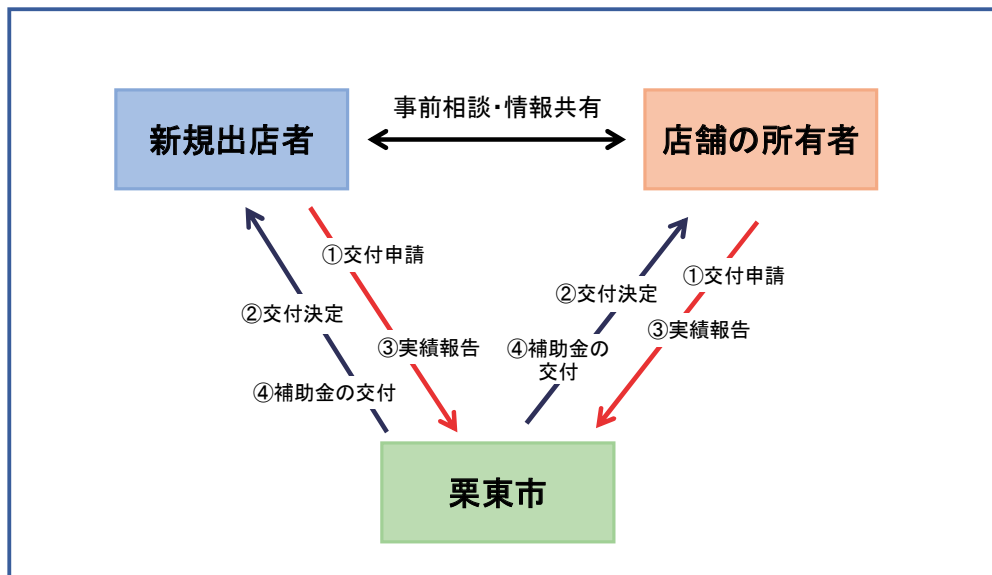 事前相談・情報共有
新規出店者
店舗の所有者
①交付申請
②交付決定
③実績報告
④補助金の交付
①交付申請
②交付決定
③実績報告
④補助金の
交付
栗東市